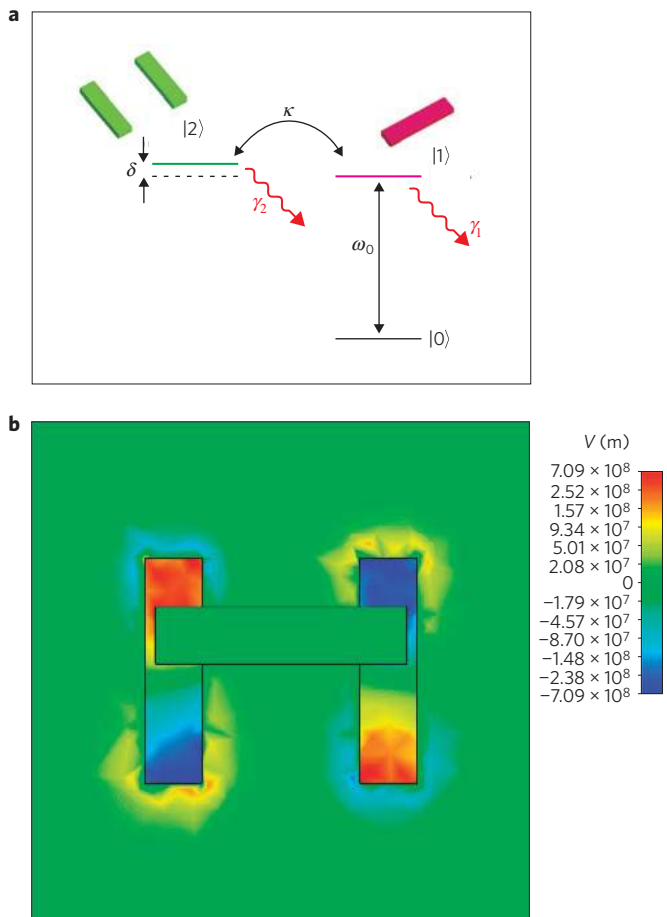 a
|2⟩
κ
|1⟩
δ
γ₂
γ₁
ω₀
|0⟩
b
V (m)
7.09 × 10⁸
2.52 × 10⁸
1.57 × 10⁸
9.34 × 10⁷
5.01 × 10⁷
2.08 × 10⁷
0
−1.79 × 10⁷
−4.57 × 10⁷
−8.70 × 10⁷
−1.48 × 10⁸
−2.38 × 10⁸
−7.09 × 10⁸